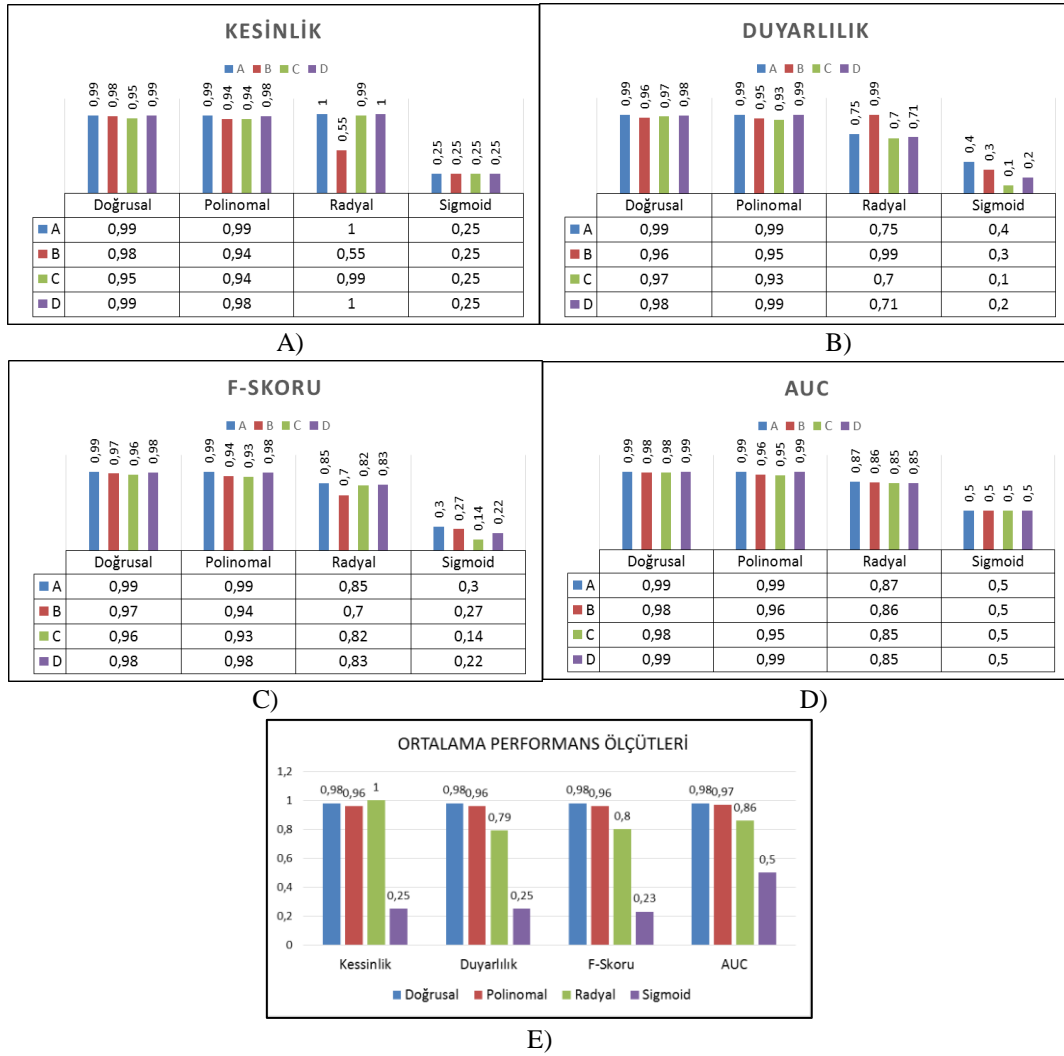 KESİNLİK
A B C D
0,99 0,98 0,95 0,99 0,99 0,94 0,94 0,98 1 0,55 0,99 1 0,25 0,25 0,25 0,25
Doğrusal Polinomal Radyal Sigmoid
A 0,99 0,99 1 0,25
B 0,98 0,94 0,55 0,25
C 0,95 0,94 0,99 0,25
D 0,99 0,98 1 0,25
A)
DUYARLILIK
A B C D
0,99 0,96 0,97 0,98 0,99 0,95 0,93 0,99 0,75 0,99 0,7 0,71 0,4 0,3 0,1 0,2
Doğrusal Polinomal Radyal Sigmoid
A 0,99 0,99 0,75 0,4
B 0,96 0,95 0,99 0,3
C 0,97 0,93 0,7 0,1
D 0,98 0,99 0,71 0,2
B)
F-SKORU
A B C D
0,99 0,97 0,96 0,98 0,99 0,94 0,93 0,98 0,85 0,7 0,82 0,83 0,3 0,27 0,14 0,22
Doğrusal Polinomal Radyal Sigmoid
A 0,99 0,99 0,85 0,3
B 0,97 0,94 0,7 0,27
C 0,96 0,93 0,82 0,14
D 0,98 0,98 0,83 0,22
C)
AUC
A B C D
0,99 0,98 0,98 0,99 0,99 0,96 0,95 0,99 0,87 0,86 0,85 0,85 0,5 0,5 0,5 0,5
Doğrusal Polinomal Radyal Sigmoid
A 0,99 0,99 0,87 0,5
B 0,98 0,96 0,86 0,5
C 0,98 0,95 0,85 0,5
D 0,99 0,99 0,85 0,5
D)
ORTALAMA PERFORMANS ÖLÇÜTLERİ
1,2
1
0,8
0,6
0,4
0,2
0
0,98 0,96 1 0,25 0,98 0,96 0,79 0,25 0,98 0,96 0,8 0,23 0,98 0,97 0,86 0,5
Kessinlik Duyarlılık F-Skoru AUC
Doğrusal Polinomal Radyal Sigmoid
E)